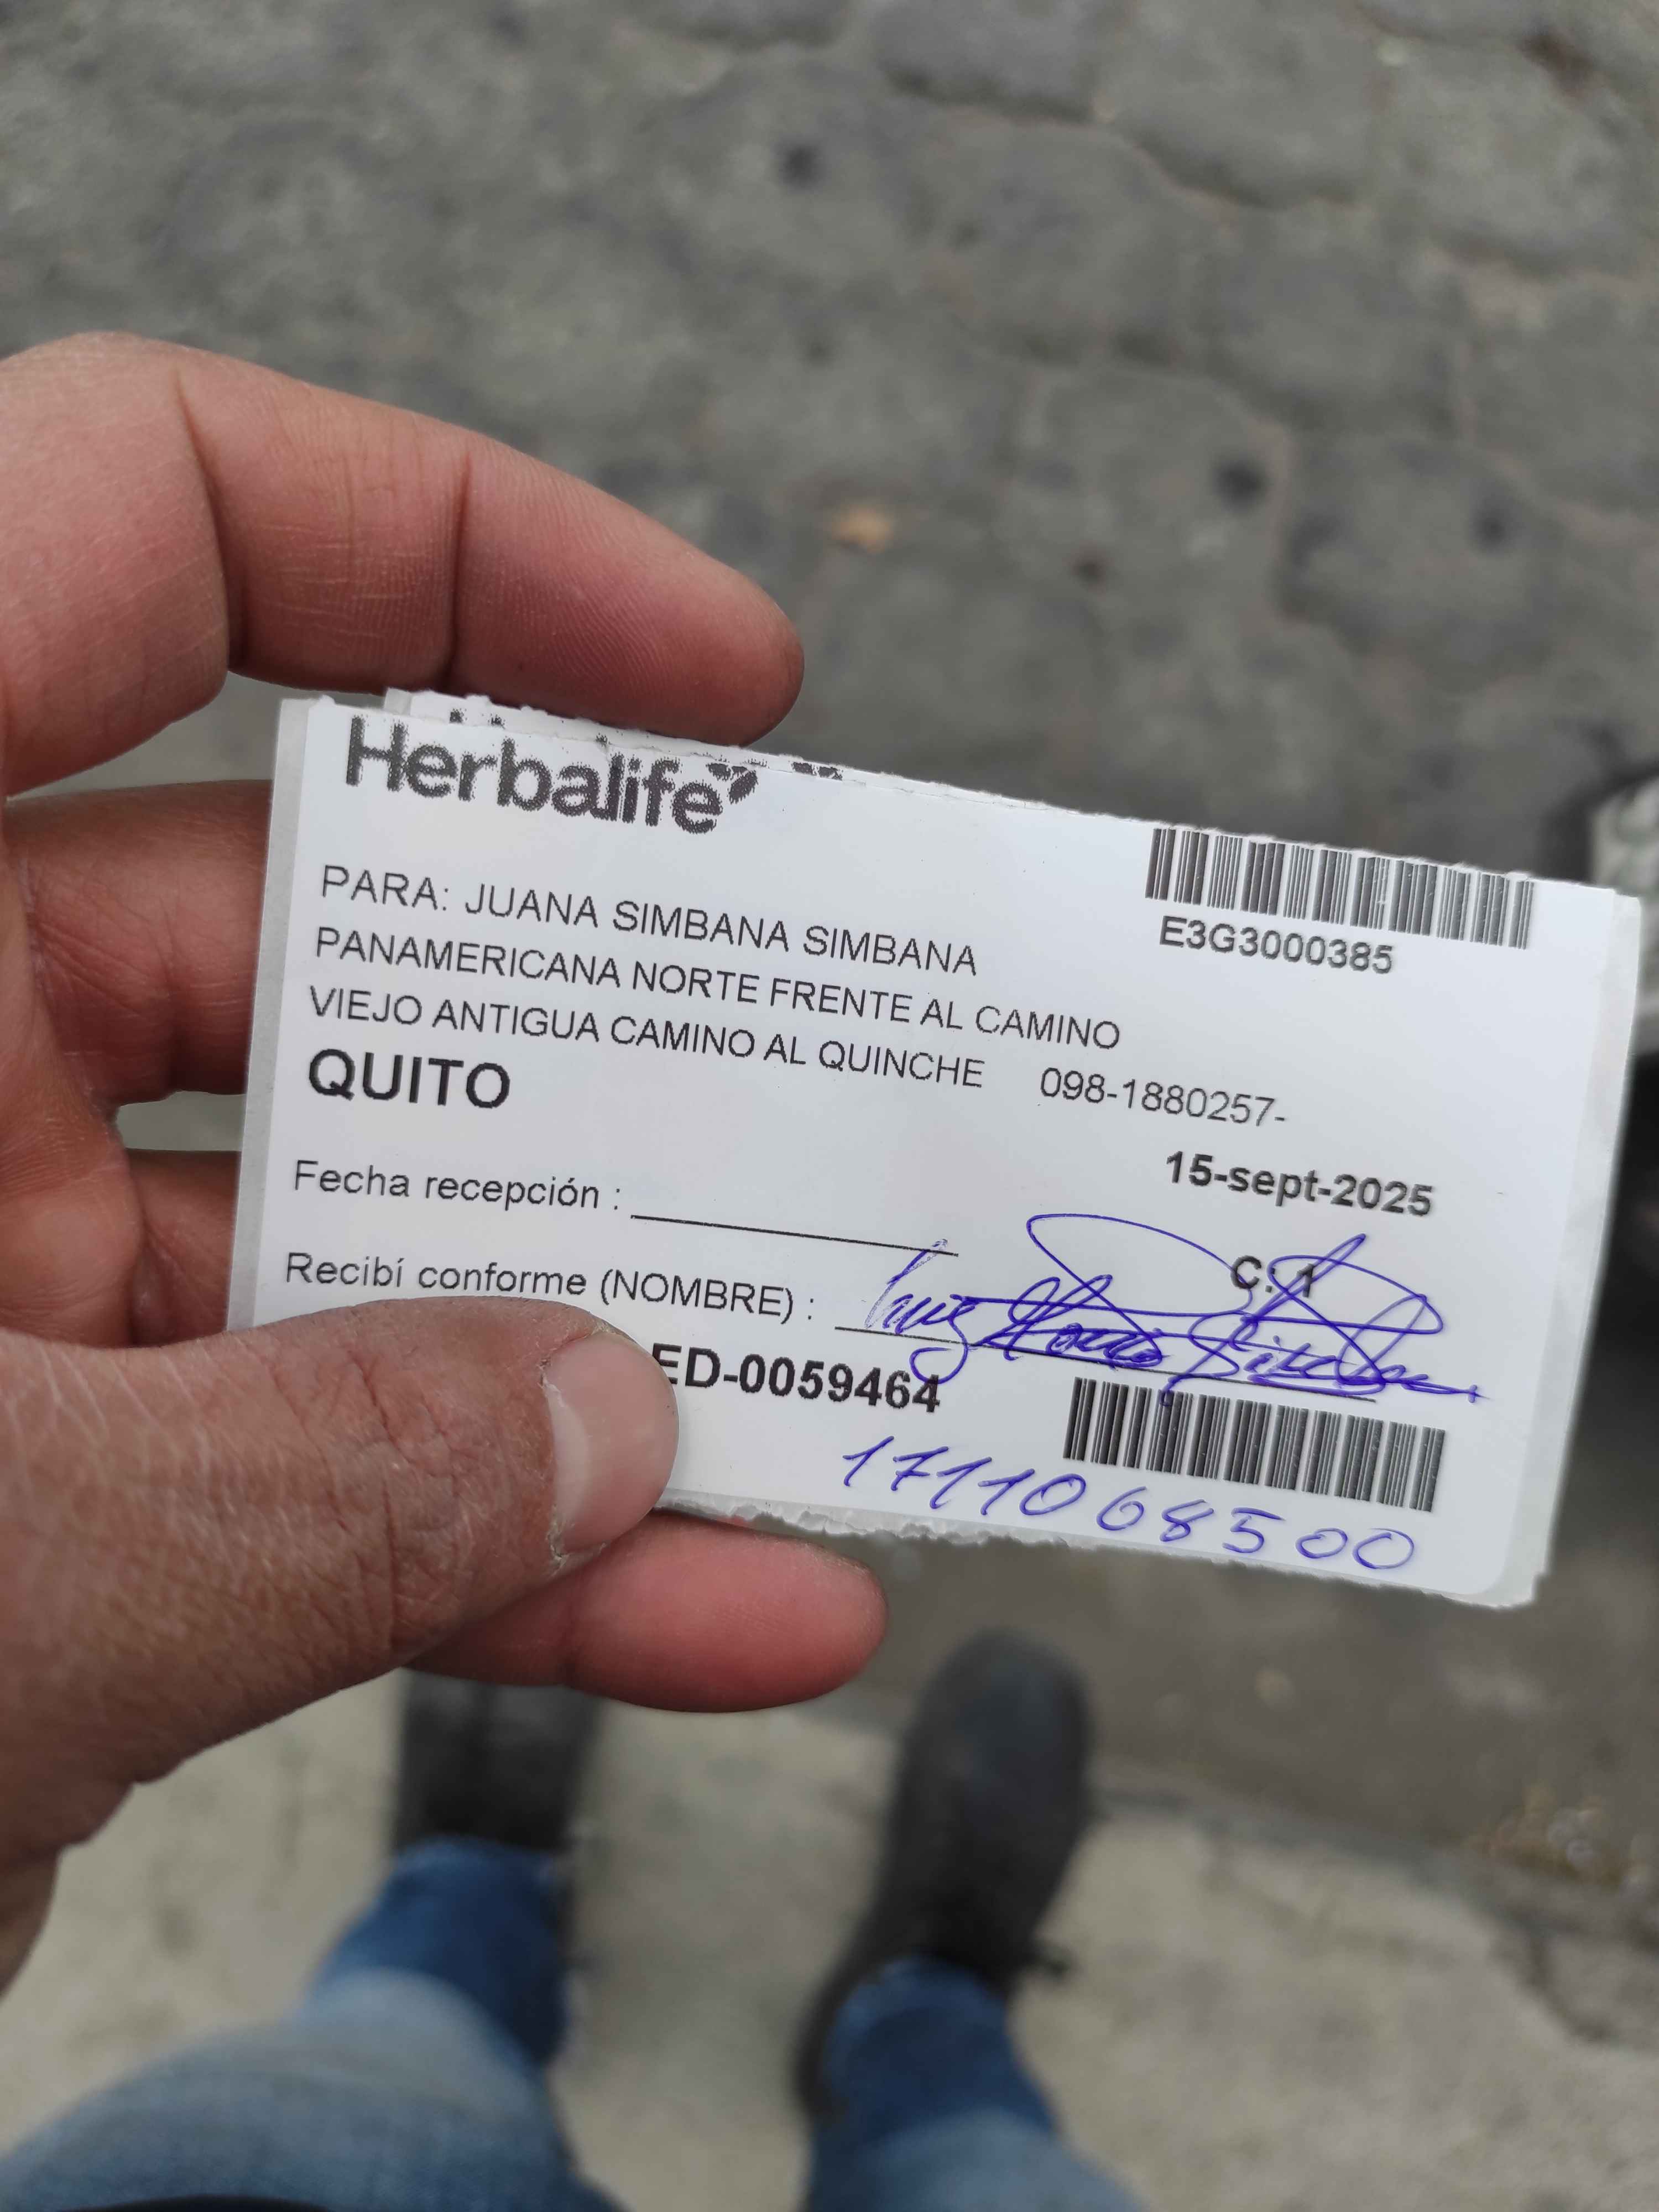 Herbalife
E3G3000385
PARA: JUANA SIMBANA SIMBANA
PANAMERICANA NORTE FRENTE AL CAMINO
VIEJO ANTIGUA CAMINO AL QUINCHE 098-1880257-
QUITO
15-sept-2025
Fecha recepción :
C: 1
Recibí conforme (NOMBRE) :
ED-0059464
1711068500